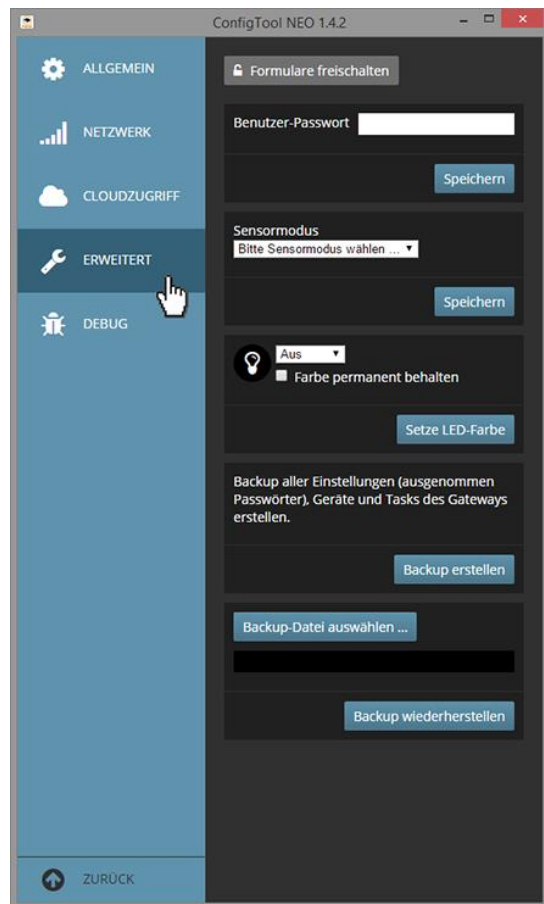 ConfigTool NEO 1.4.2
ALLGEMEIN
NETZWERK
CLOUDZUGRIFF
ERWEITERT
DEBUG
ZURÜCK
Formulare freischalten
Benutzer-Passwort
Speichern
Sensormodus
Bitte Sensormodus wählen ...
Speichern
Aus
Farbe permanent behalten
Setze LED-Farbe
Backup aller Einstellungen (ausgenommen
Passwörter), Geräte und Tasks des Gateways
erstellen.
Backup erstellen
Backup-Datei auswählen ...
Backup wiederherstellen